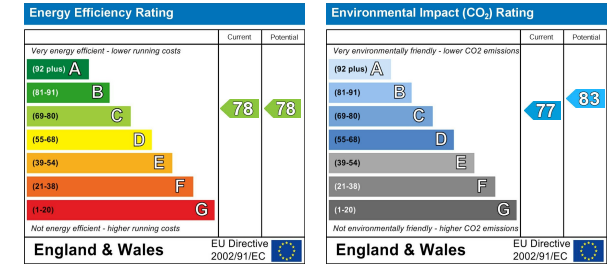 Energy Efficiency Rating
Current Potential
Very energy efficient - lower running costs
(92 plus) A
(81-91) B
(69-80) C
78 78
(55-68) D
(39-54) E
(21-38) F
(1-20) G
Not energy efficient - higher running costs
England & Wales
EU Directive
2002/91/EC
Environmental Impact (CO2) Rating
Current Potential
Very environmentally friendly - lower CO2 emissions
(92 plus) A
(81-91) B
83
(69-80) C
77
(55-68) D
(39-54) E
(21-38) F
(1-20) G
Not environmentally friendly - higher CO2 emissions
England & Wales
EU Directive
2002/91/EC